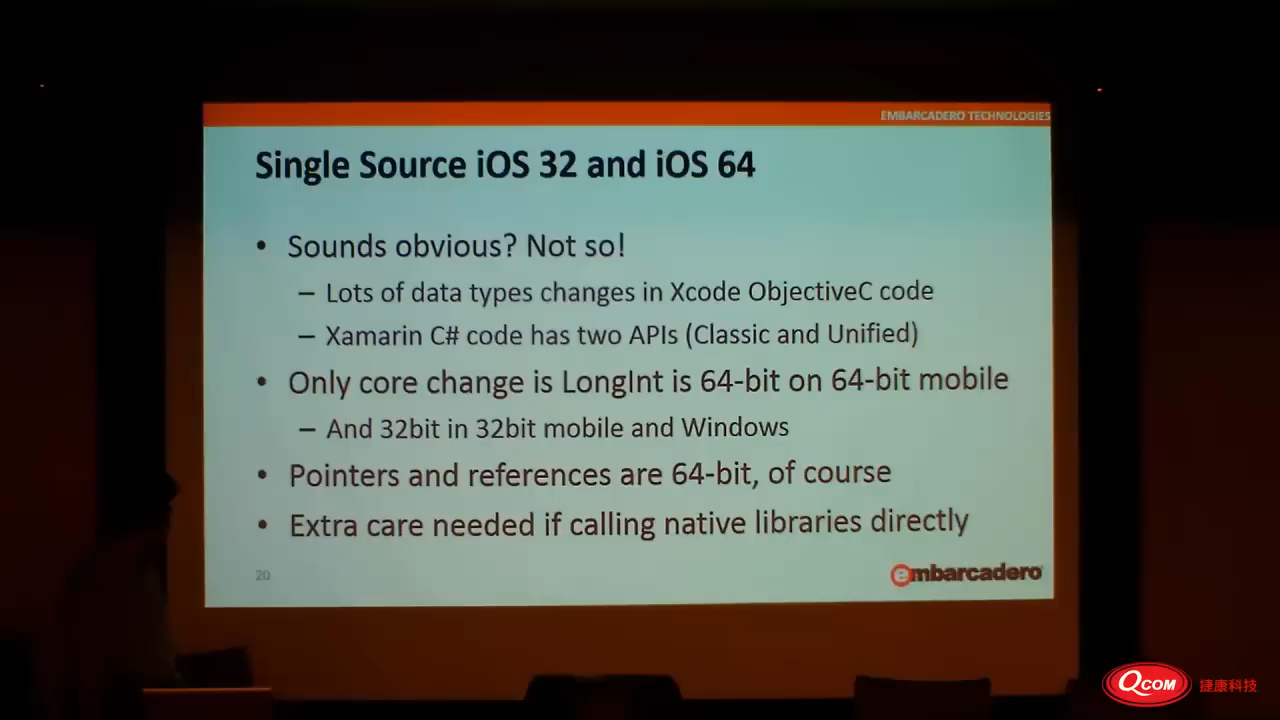 EMBARCADERO TECHNOLOGIES
Single Source iOS 32 and iOS 64
• Sounds obvious? Not so!
– Lots of data types changes in Xcode ObjectiveC code
– Xamarin C# code has two APIs (Classic and Unified)
• Only core change is LongInt is 64-bit on 64-bit mobile
– And 32bit in 32bit mobile and Windows
• Pointers and references are 64-bit, of course
• Extra care needed if calling native libraries directly
20
embarcadero
QCOM 捷康科技